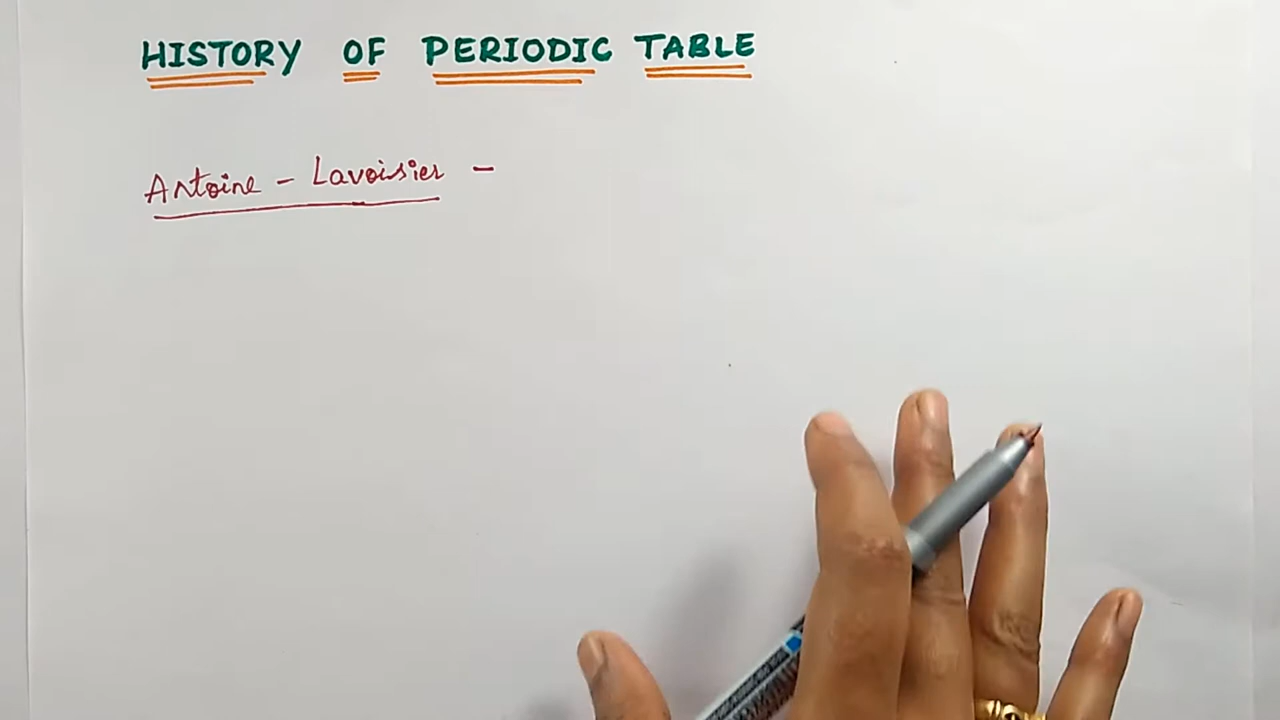 HISTORY OF PERIODIC TABLE
Antoine - Lavoisier -